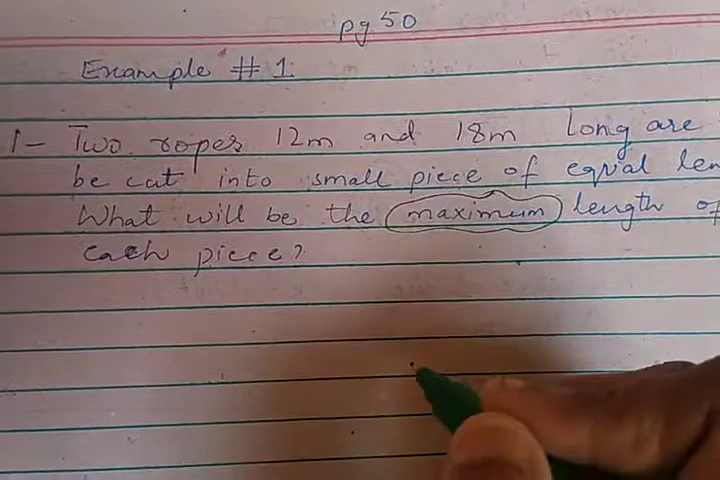 pg 50
Example # 1
1- Two ropes 12m and 18m long are
be cut into small piece of equal len
What will be the maximum length of
each piece?